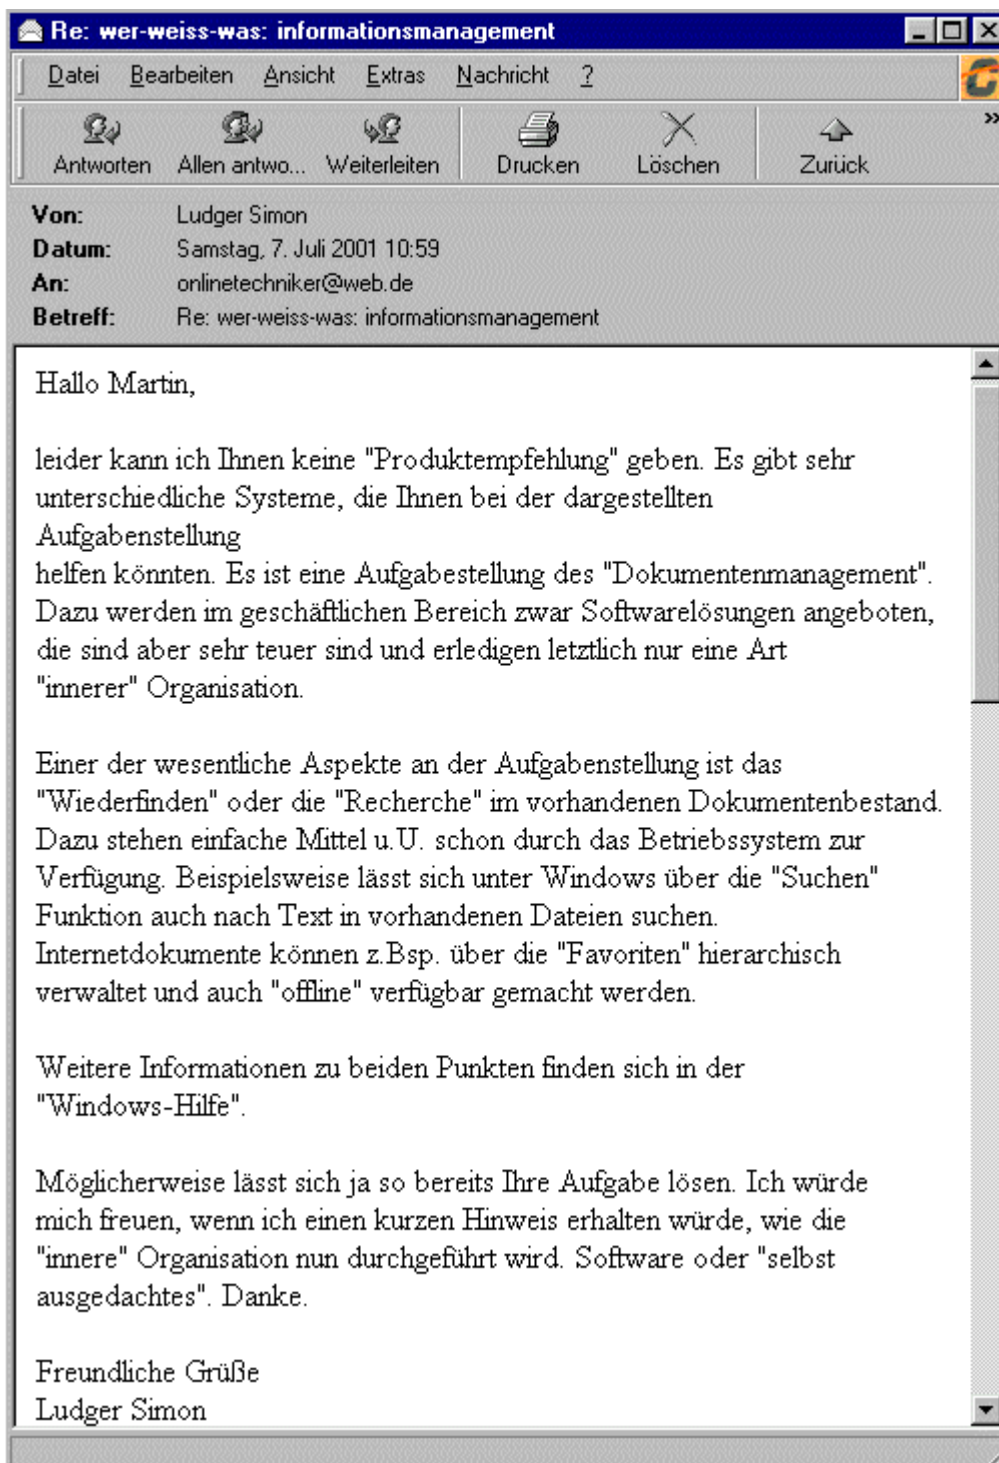 Re: wer-weiss-was: informationsmanagement
Datei Bearbeiten Ansicht Extras Nachricht ?
Antworten Allen antwo... Weiterleiten Drucken Löschen Zurück
Von: Ludger Simon
Datum: Samstag, 7. Juli 2001 10:59
An: onlinetechniker@web.de
Betreff: Re: wer-weiss-was: informationsmanagement
Hallo Martin,
leider kann ich Ihnen keine "Produktempfehlung" geben. Es gibt sehr
unterschiedliche Systeme, die Ihnen bei der dargestellten
Aufgabenstellung
helfen könnten. Es ist eine Aufgabestellung des "Dokumentenmanagement".
Dazu werden im geschäftlichen Bereich zwar Softwarelösungen angeboten,
die sind aber sehr teuer sind und erledigen letztlich nur eine Art
"innerer" Organisation.
Einer der wesentliche Aspekte an der Aufgabenstellung ist das
"Wiederfinden" oder die "Recherche" im vorhandenen Dokumentenbestand.
Dazu stehen einfache Mittel u.U. schon durch das Betriebssystem zur
Verfügung. Beispielsweise lässt sich unter Windows über die "Suchen"
Funktion auch nach Text in vorhandenen Dateien suchen.
Internetdokumente können z.Bsp. über die "Favoriten" hierarchisch
verwaltet und auch "offline" verfügbar gemacht werden.
Weitere Informationen zu beiden Punkten finden sich in der
"Windows-Hilfe".
Möglicherweise lässt sich ja so bereits Ihre Aufgabe lösen. Ich würde
mich freuen, wenn ich einen kurzen Hinweis erhalten würde, wie die
"innere" Organisation nun durchgeführt wird. Software oder "selbst
ausgedachtes". Danke.
Freundliche Grüße
Ludger Simon